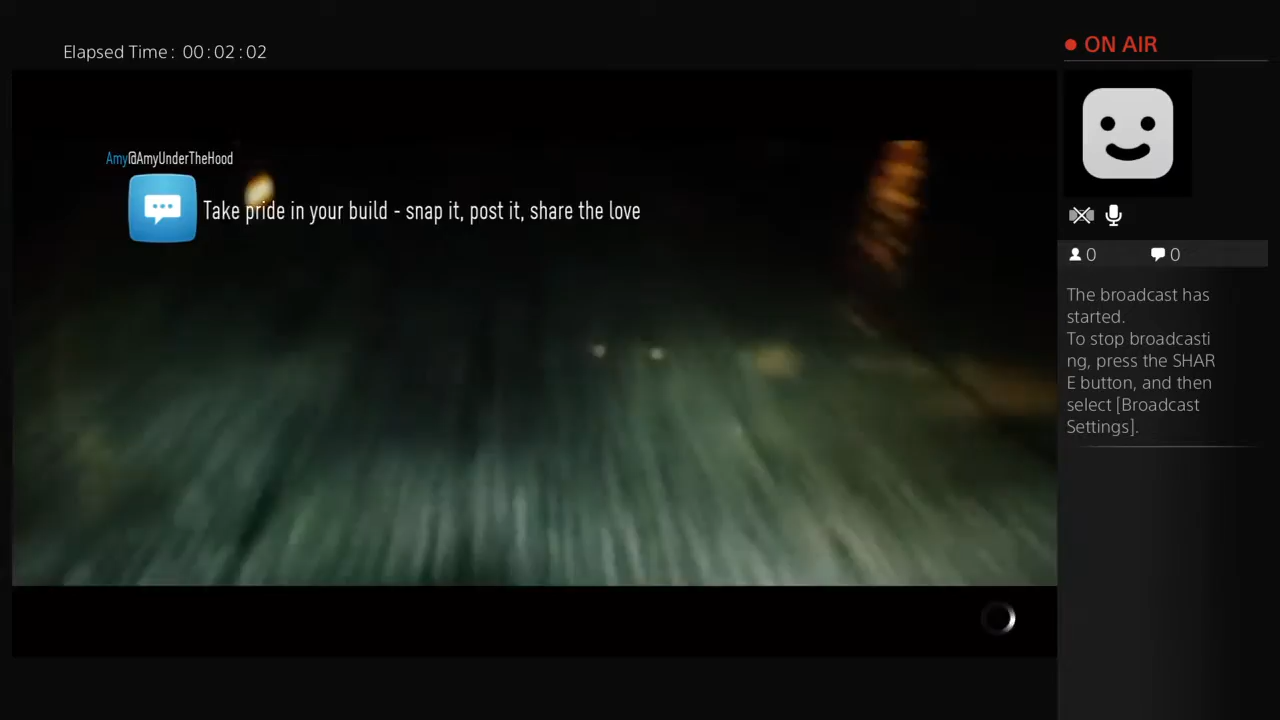 Elapsed Time: 00:02:02
ON AIR
Amy@AmyUnderTheHood
Take pride in your build - snap it, post it, share the love
0 0
The broadcast has
started.
To stop broadcasti
ng, press the SHAR
E button, and then
select [Broadcast
Settings].